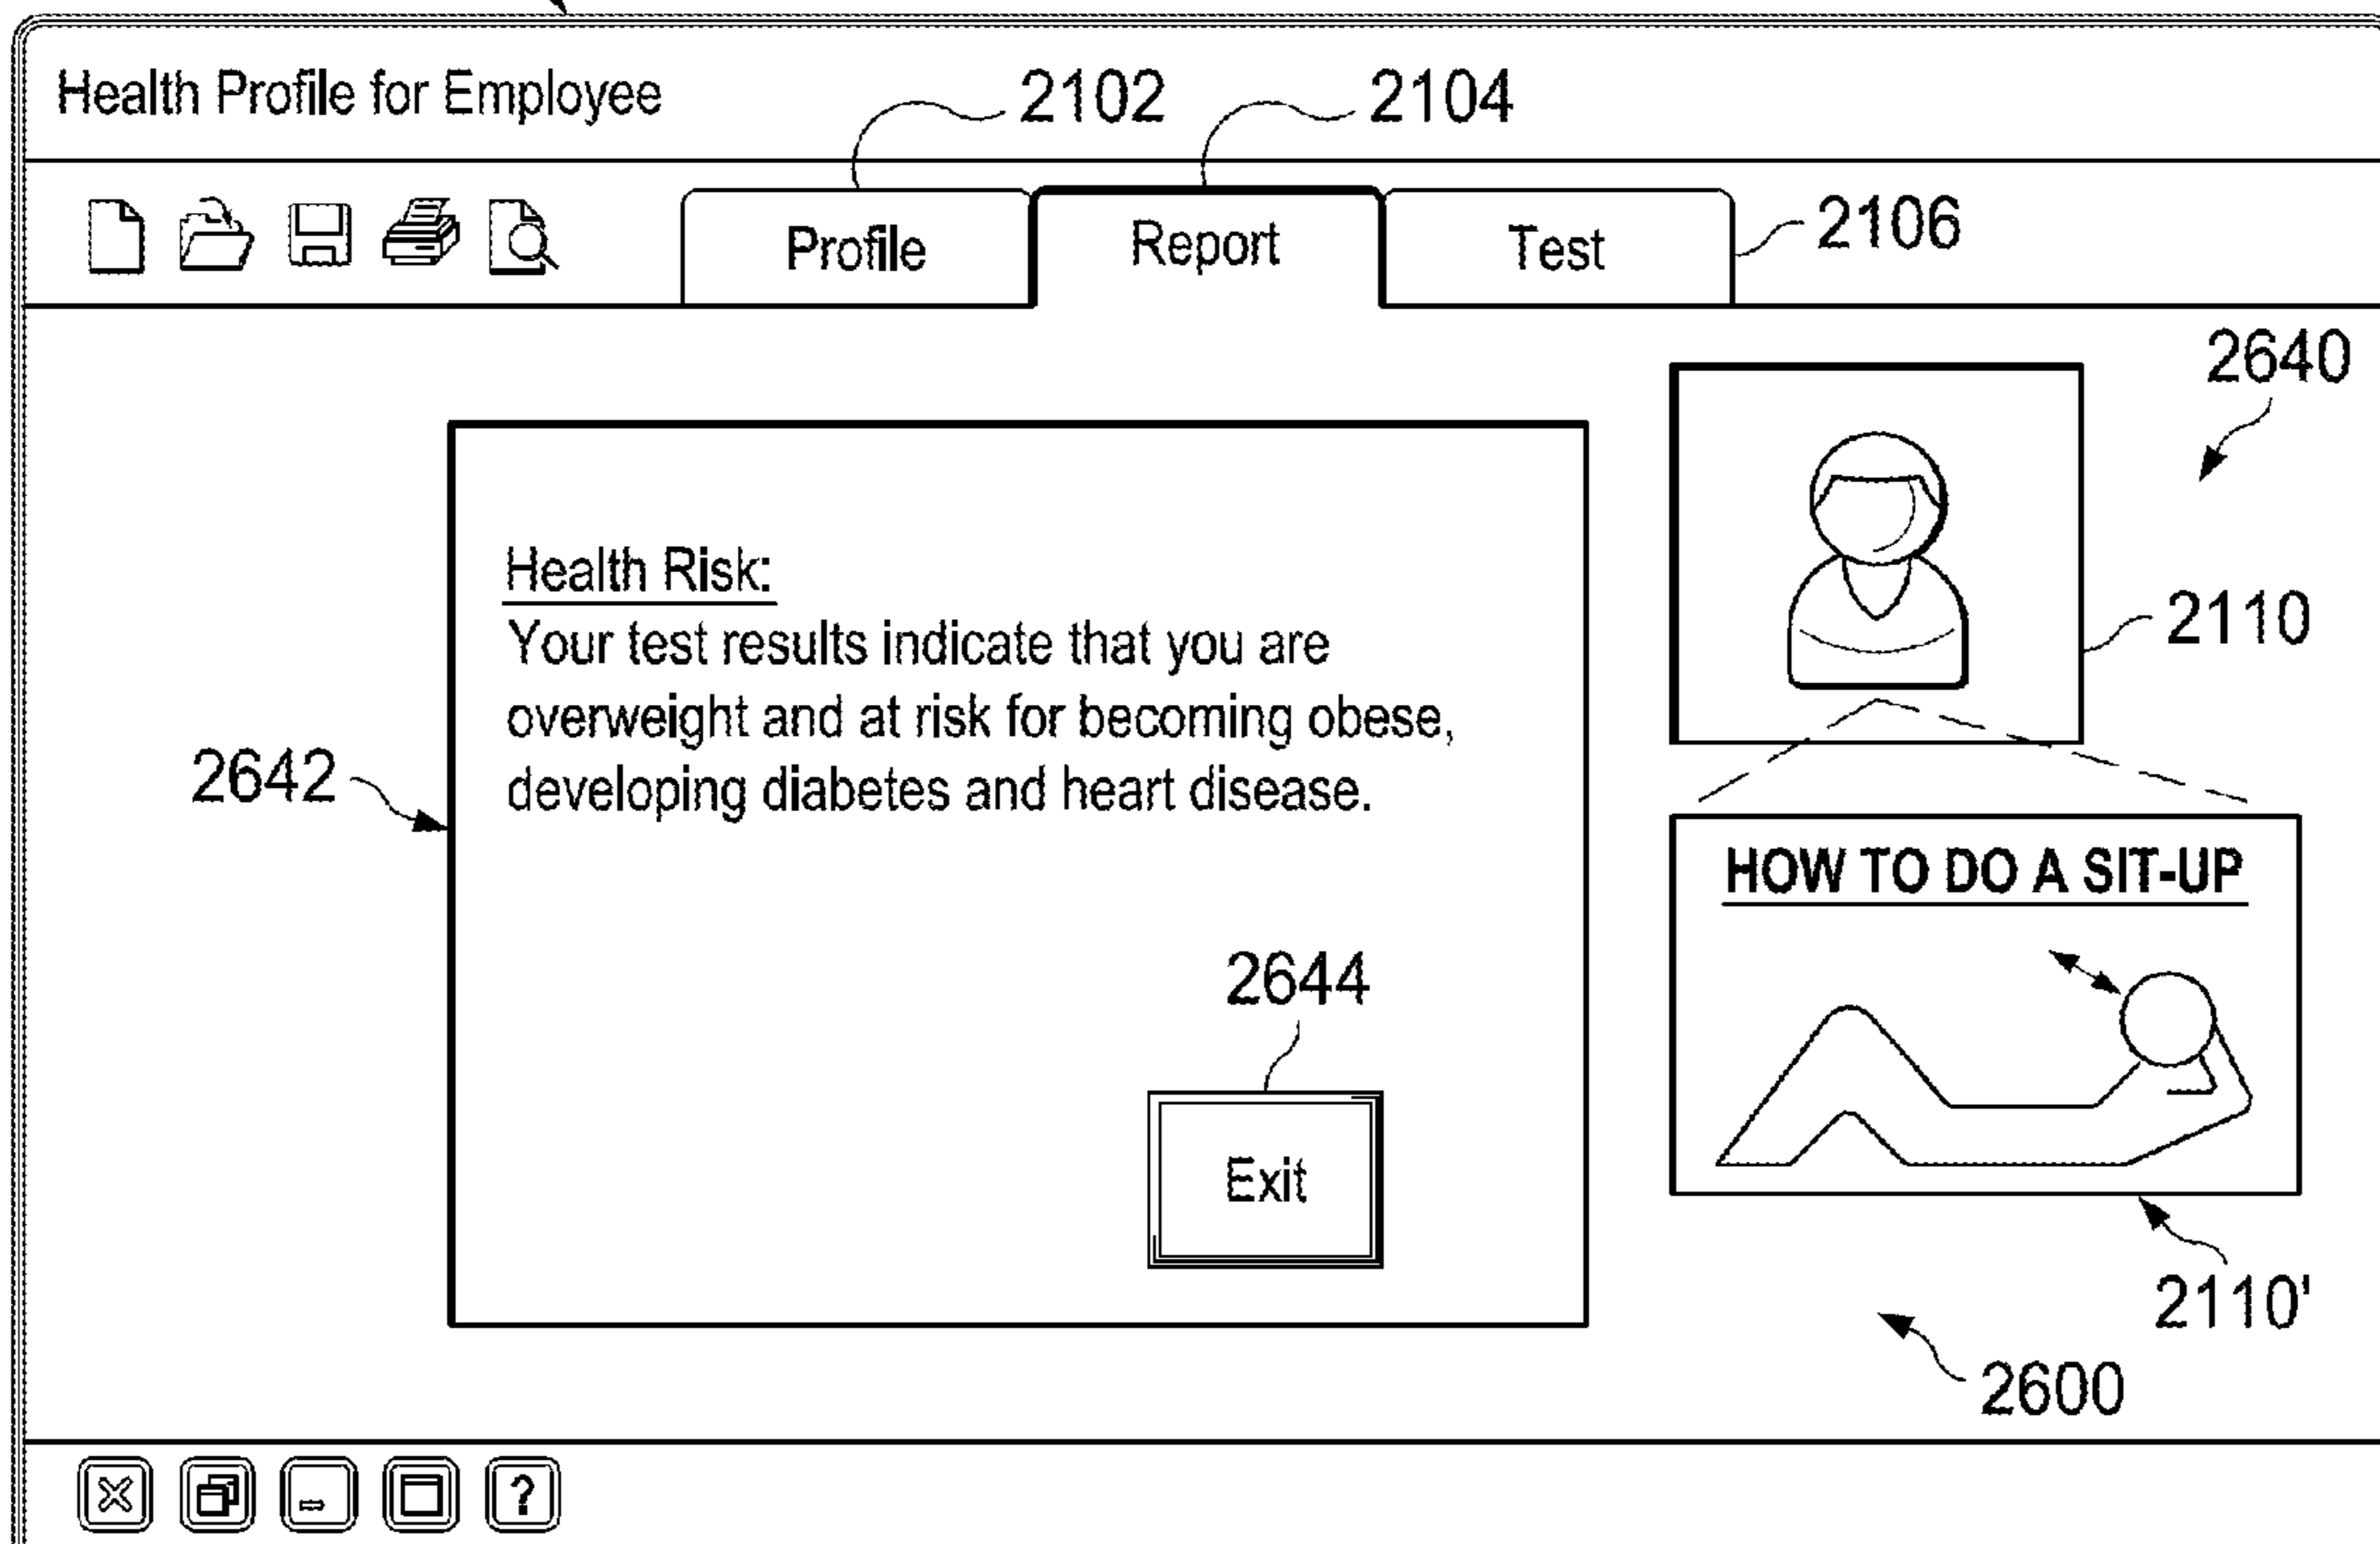 Health Profile for Employee
2102
2104
Profile
Report
Test
2106
2640
Health Risk:
Your test results indicate that you are
overweight and at risk for becoming obese,
developing diabetes and heart disease.
2110
2642
HOW TO DO A SIT-UP
2644
Exit
2110'
2600
?